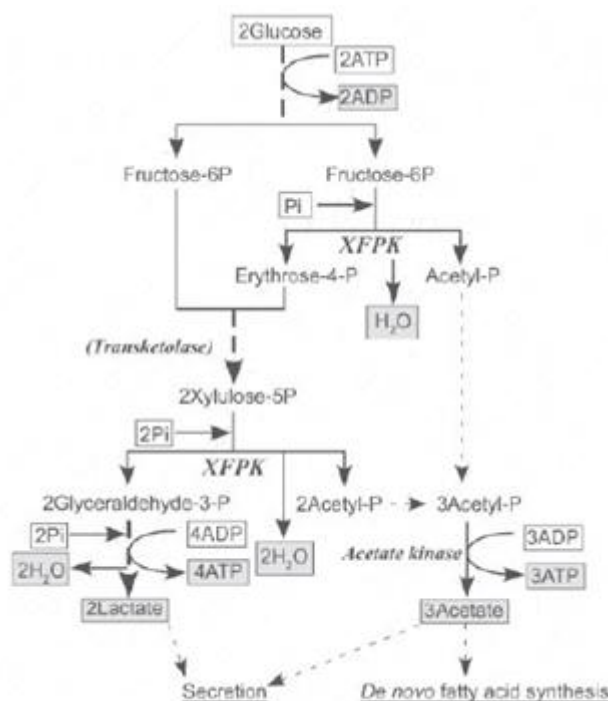 2Glucose
2ATP
2ADP
Fructose-6P Fructose-6P
Pi
XFPK
Erythrose-4-P Acetyl-P
H₂O
(Transketolase)
2Xylulose-5P
2Pi
XFPK
2Glyceraldehyde-3-P 2Acetyl-P 3Acetyl-P
2Pi 4ADP 3ADP
2H₂O 4ATP 2H₂O Acetate kinase 3ATP
2Lactate 3Acetate
Secretion De novo fatty acid synthesis